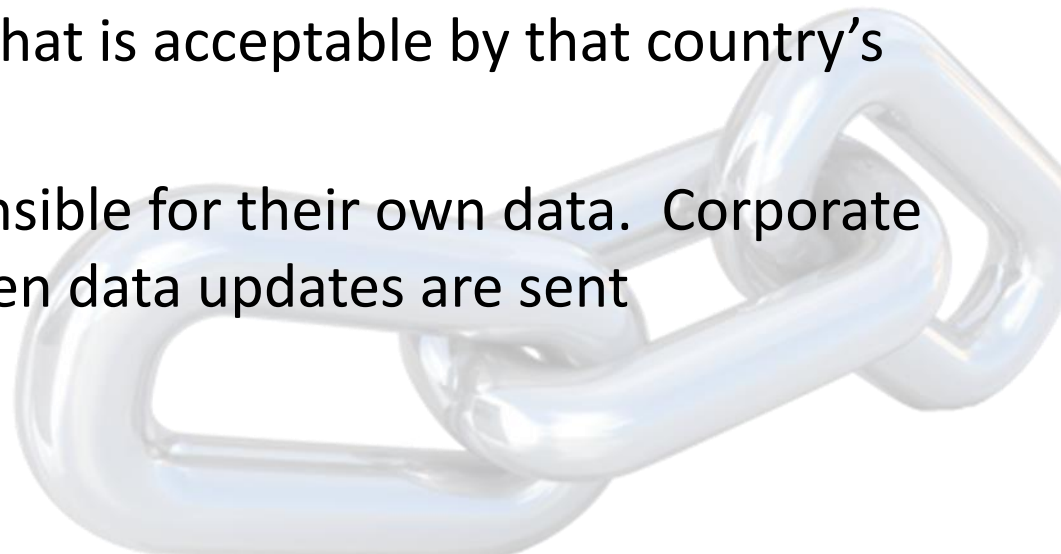 hat is acceptable by that country’s
nsible for their own data.  Corporate
en data updates are sent